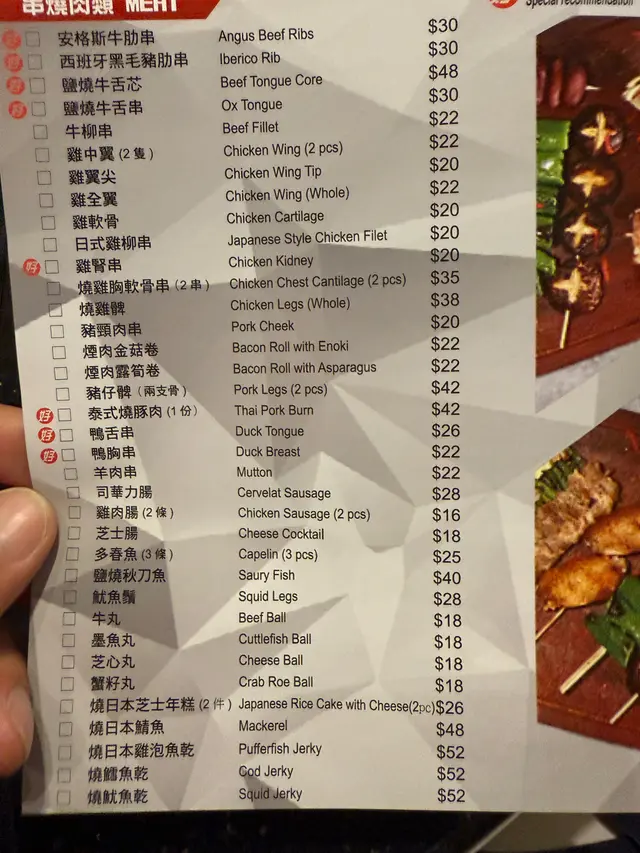 串燒肉類 MEAT
Special recommendation
好 安格斯牛肋串 Angus Beef Ribs $30
好 西班牙黑毛豬肋串 Iberico Rib $30
好 鹽燒牛舌芯 Beef Tongue Core $48
好 鹽燒牛舌串 Ox Tongue $30
牛柳串 Beef Fillet $22
雞中翼 (2隻) Chicken Wing (2 pcs) $22
雞翼尖 Chicken Wing Tip $20
雞全翼 Chicken Wing (Whole) $22
雞軟骨 Chicken Cartilage $20
日式雞柳串 Japanese Style Chicken Filet $20
好 雞腎串 Chicken Kidney $20
燒雞胸軟骨串 (2串) Chicken Chest Cantilage (2 pcs) $35
燒雞髀 Chicken Legs (Whole) $38
豬頸肉串 Pork Cheek $20
煙肉金菇卷 Bacon Roll with Enoki $22
煙肉露筍卷 Bacon Roll with Asparagus $22
豬仔髀 (兩支骨) Pork Legs (2 pcs) $42
好 泰式燒豚肉 (1份) Thai Pork Burn $42
好 鴨舌串 Duck Tongue $26
好 鴨胸串 Duck Breast $22
羊肉串 Mutton $22
司華力腸 Cervelat Sausage $28
雞肉腸 (2條) Chicken Sausage (2 pcs) $16
芝士腸 Cheese Cocktail $18
多春魚 (3條) Capelin (3 pcs) $25
鹽燒秋刀魚 Saury Fish $40
魷魚鬚 Squid Legs $28
牛丸 Beef Ball $18
墨魚丸 Cuttlefish Ball $18
芝心丸 Cheese Ball $18
蟹籽丸 Crab Roe Ball $18
燒日本芝士年糕 (2件) Japanese Rice Cake with Cheese(2pc) $26
燒日本鯖魚 Mackerel $48
燒日本雞泡魚乾 Pufferfish Jerky $52
燒鱈魚乾 Cod Jerky $52
燒魷魚乾 Squid Jerky $52